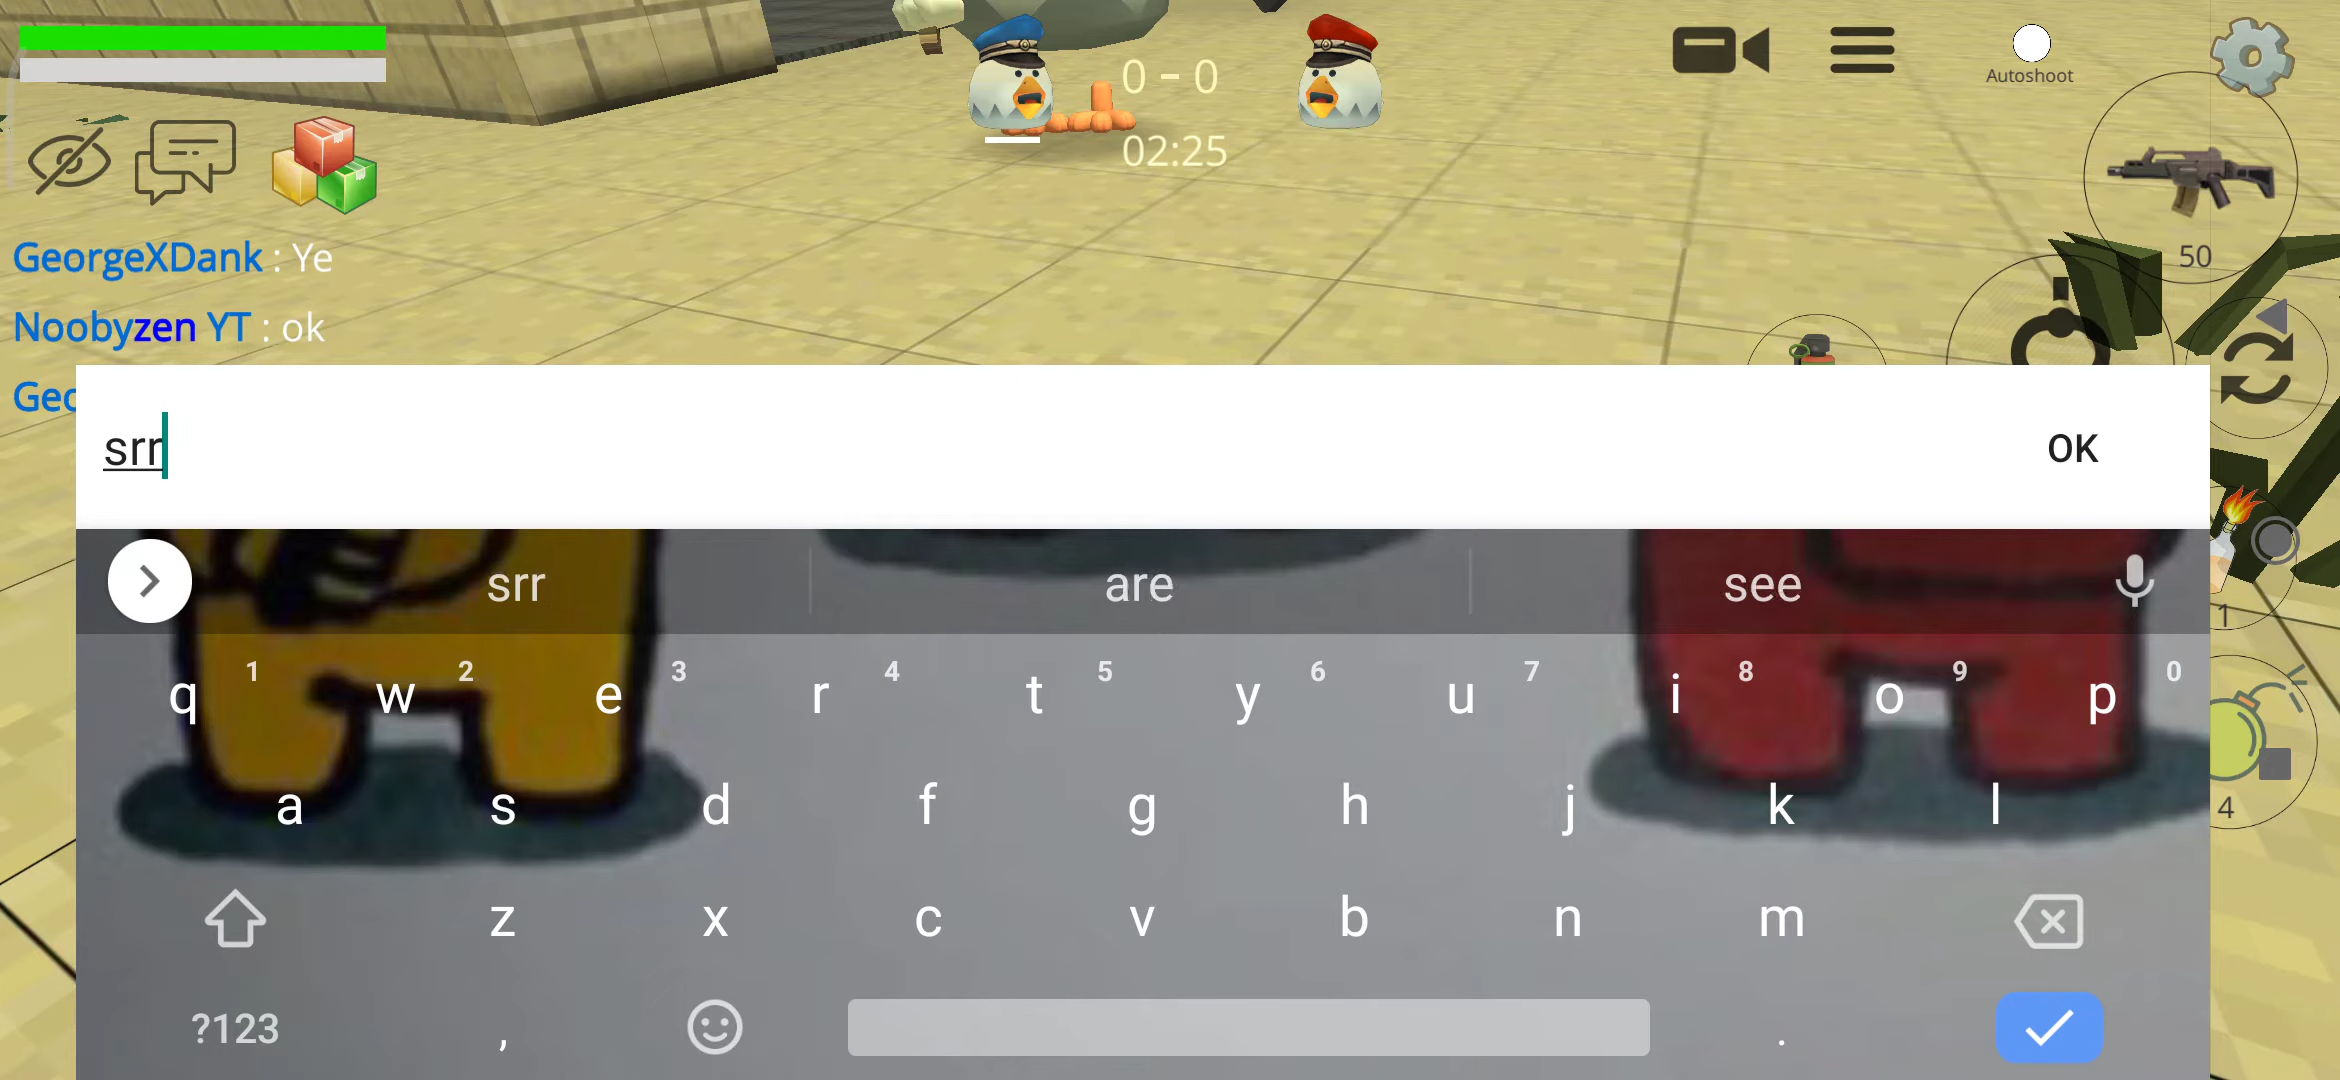 0 - 0
02:25
Autoshoot
50
GeorgeXDank : Ye
Noobyzen YT : ok
Geo
srr
OK
srr are see
1 2 3 4 5 6 7 8 9 0
q w e r t y u i o p
a s d f g h j k l
z x c v b n m
?123 , .
1
4